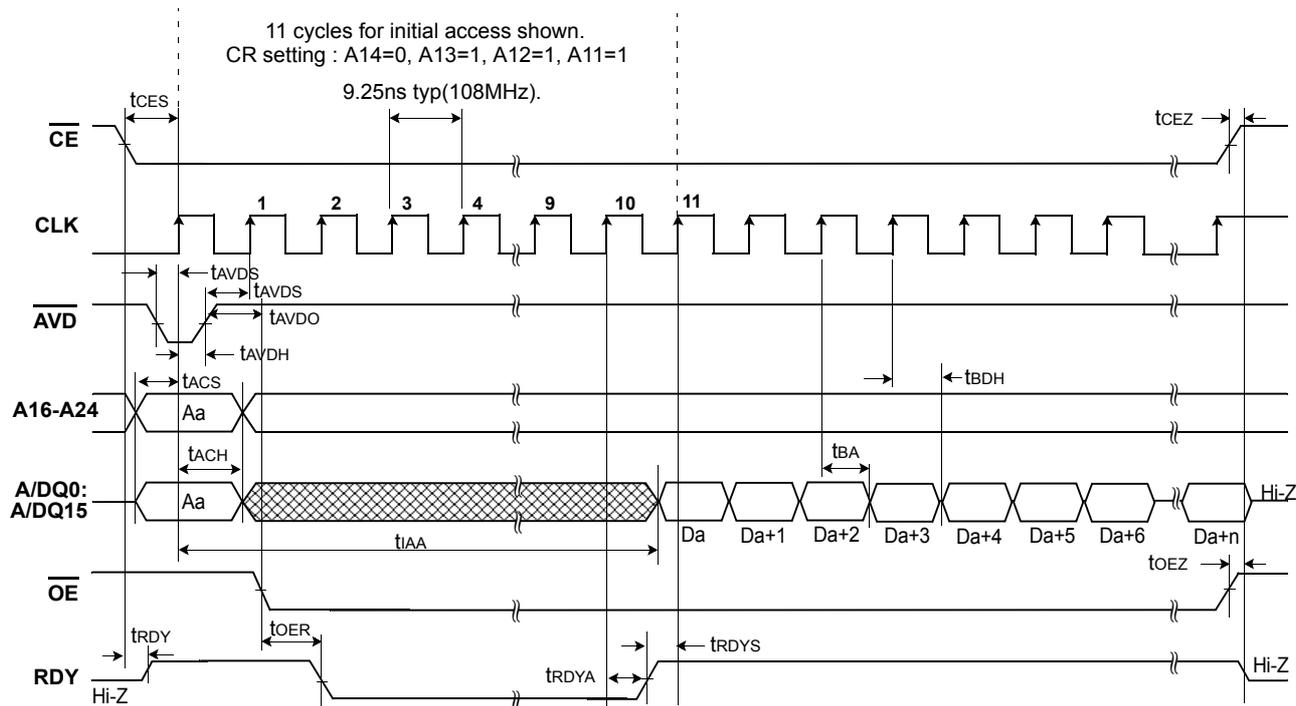 11 cycles for initial access shown.
CR setting : A14=0, A13=1, A12=1, A11=1
9.25ns typ(108MHz).
tCES
tCEZ
CE
1 2 3 4 9 10 11
CLK
tAVDS
tAVDS
AVD
tAVDO
tAVDH
tACS
tBDH
A16-A24
Aa
tACH
tBA
A/DQ0:
A/DQ15
Aa
Hi-Z
Da Da+1 Da+2 Da+3 Da+4 Da+5 Da+6 Da+n
tIAA
tOEZ
OE
tOER
tRDY
tRDYS
RDY
tRDYA
Hi-Z
Hi-Z